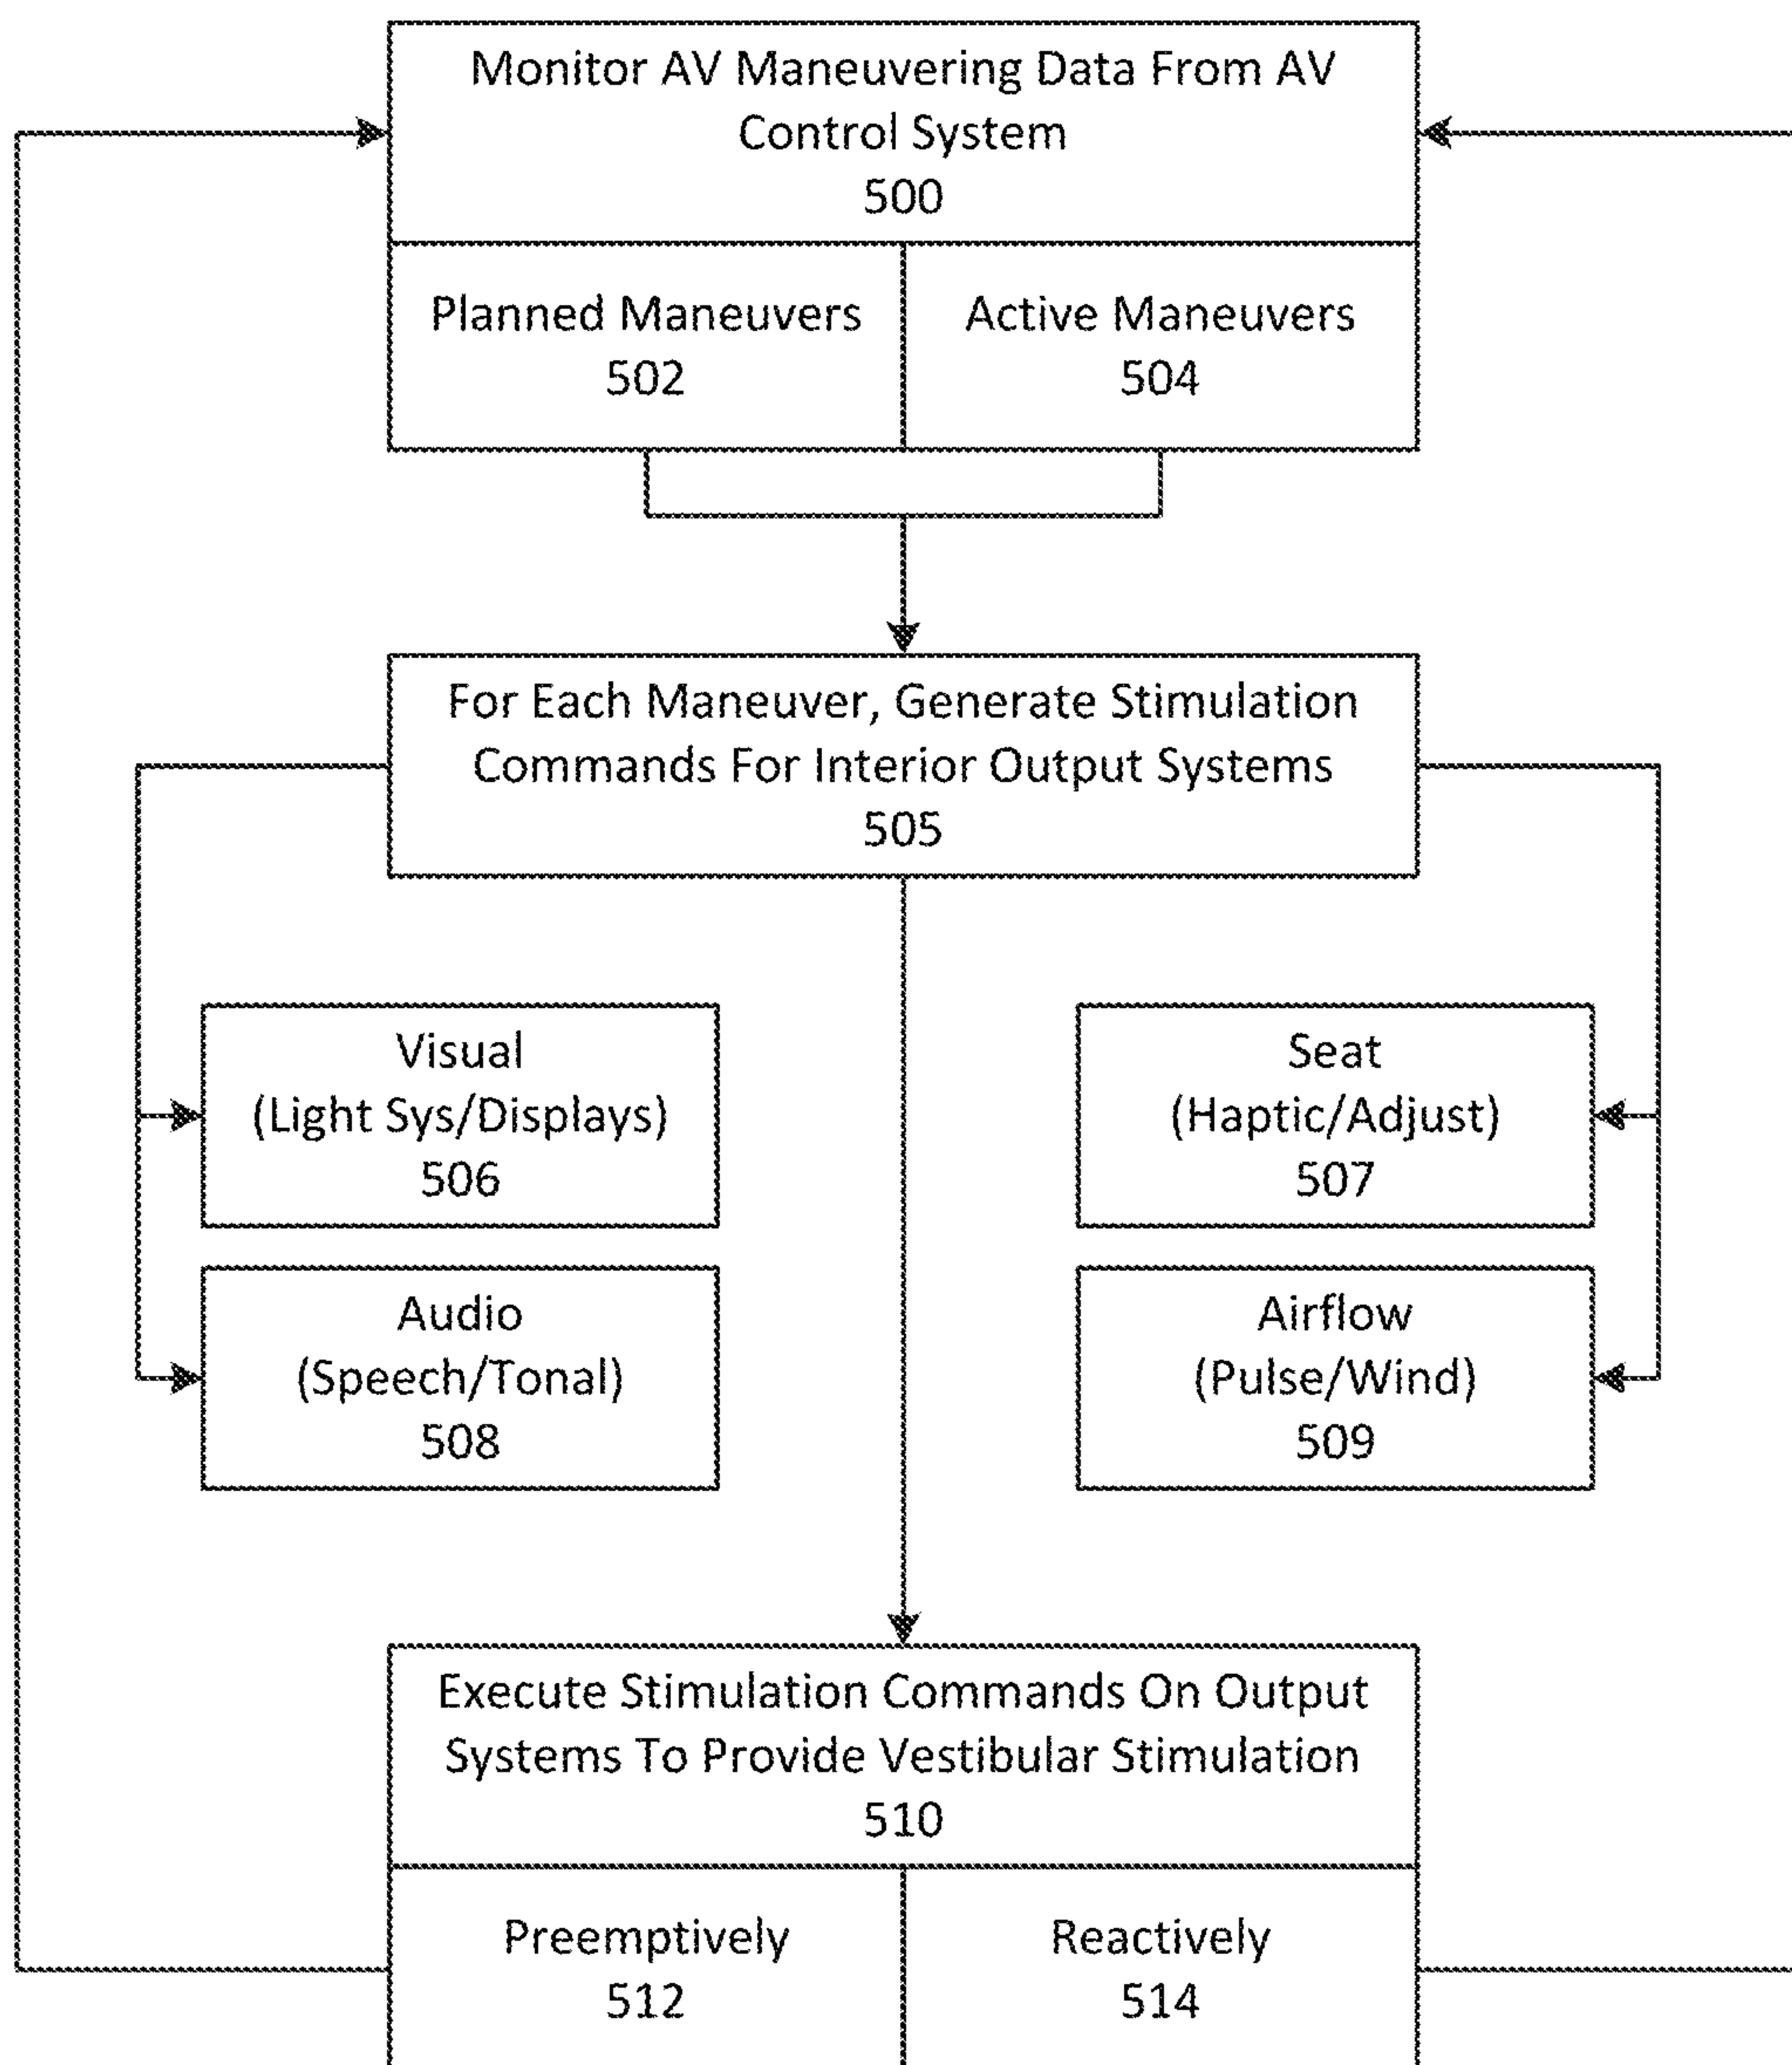 Monitor AV Maneuvering Data From AV
Control System
500
Planned Maneuvers
502
Active Maneuvers
504
For Each Maneuver, Generate Stimulation
Commands For Interior Output Systems
505
Visual
(Light Sys/Displays)
506
Seat
(Haptic/Adjust)
507
Audio
(Speech/Tonal)
508
Airflow
(Pulse/Wind)
509
Execute Stimulation Commands On Output
Systems To Provide Vestibular Stimulation
510
Preemptively
512
Reactively
514